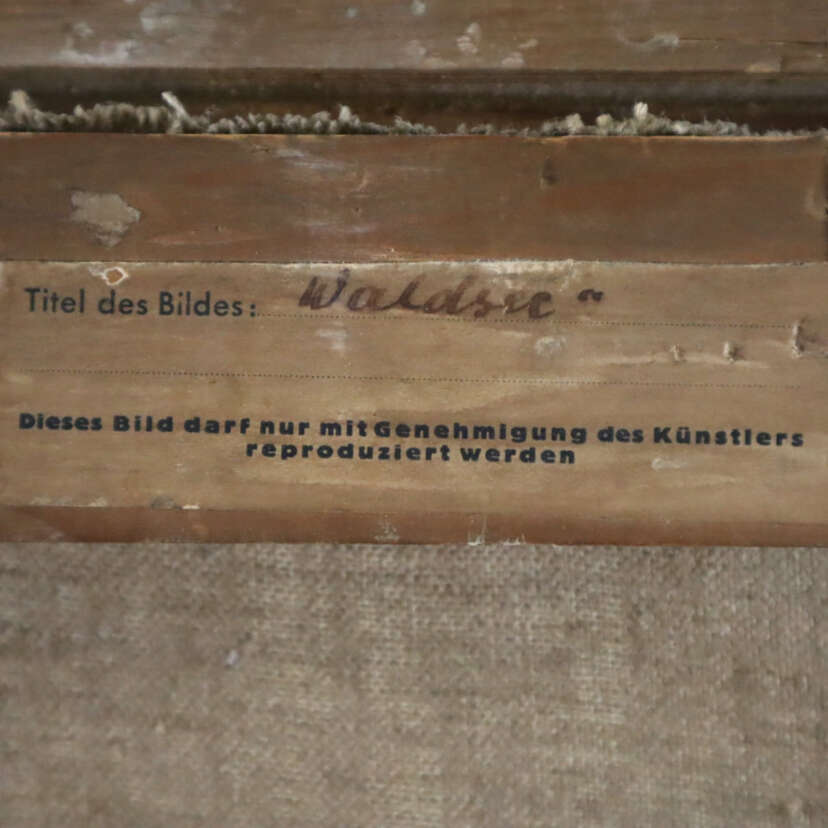 Titel des Bildes: Waldsee "
Dieses Bild darf nur mit Genehmigung des Künstlers
reproduziert werden